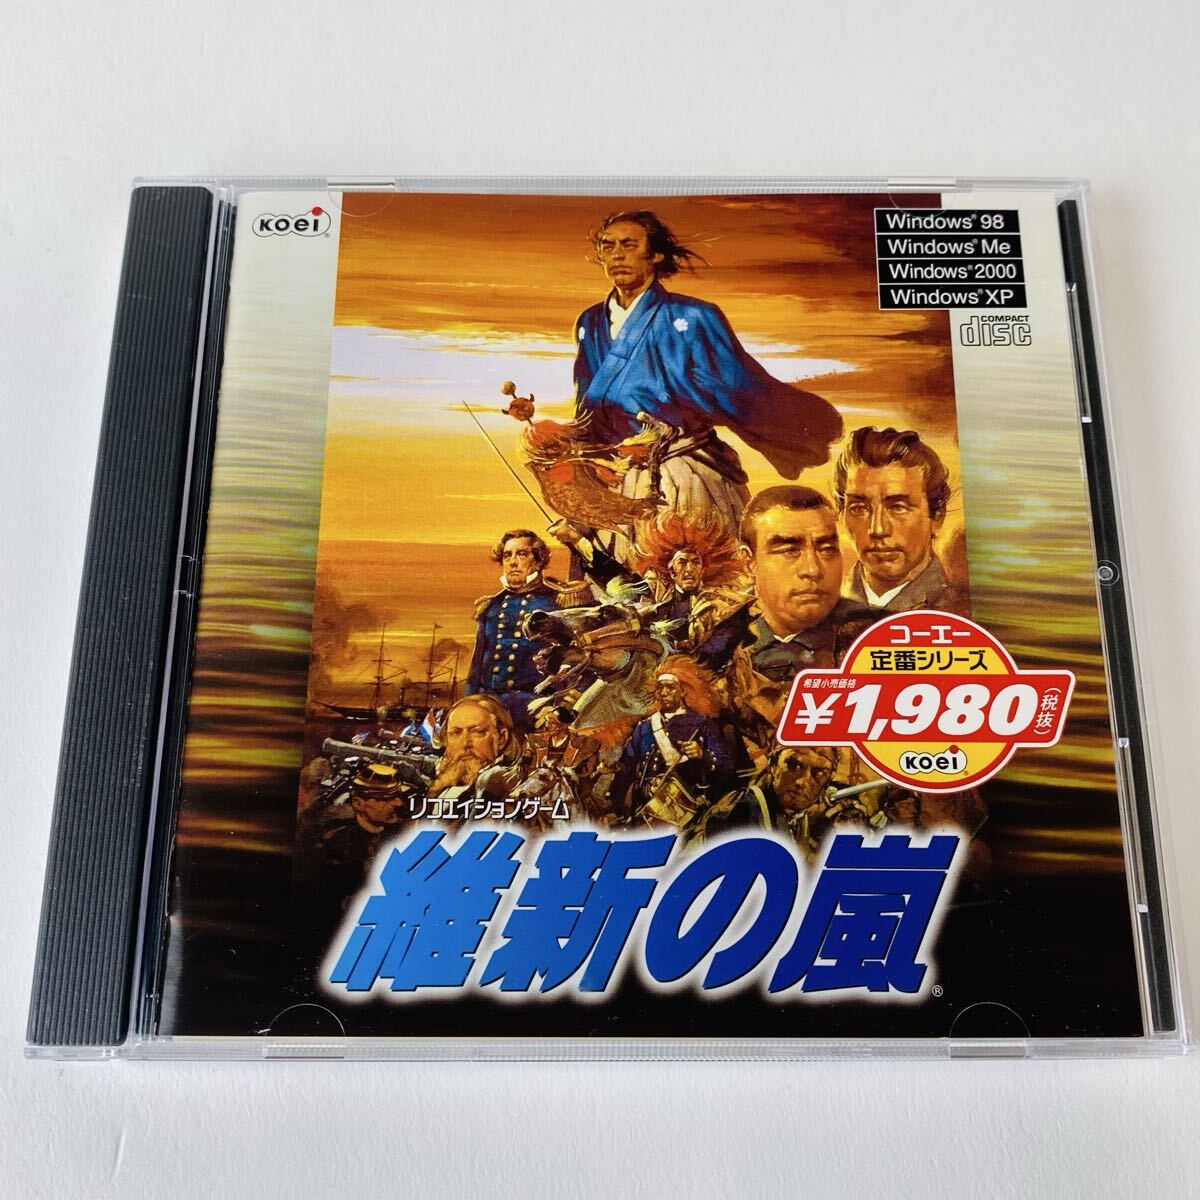 KOEI®
Windows® 98
Windows® Me
Windows® 2000
Windows® XP
COMPACT
disc
コーエー
定番シリーズ
希望小売価格
¥1,980(税抜)
KOEI®
リコエイションゲーム
維新の嵐®